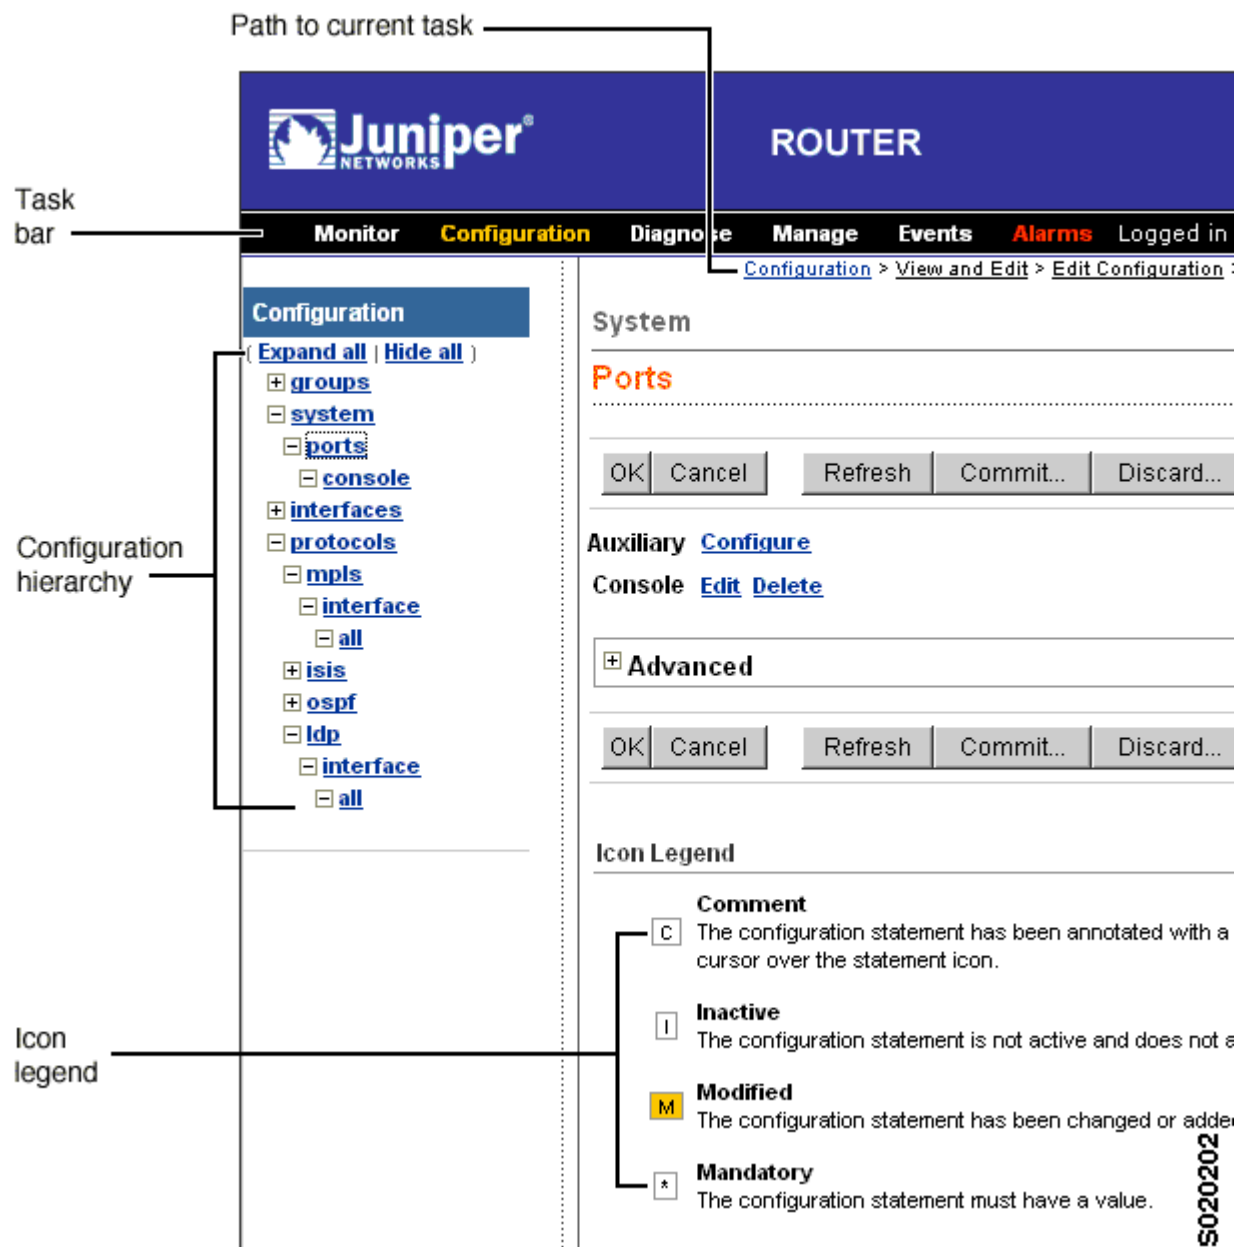 Path to current task
Juniper®
NETWORKS
ROUTER
Task
bar
Monitor Configuration Diagnose Manage Events Alarms Logged in
Configuration > View and Edit > Edit Configuration >
Configuration
( Expand all | Hide all )
groups
system
ports
console
interfaces
protocols
mpls
interface
all
isis
ospf
ldp
interface
all
Configuration
hierarchy
System
Ports
OK Cancel Refresh Commit... Discard...
Auxiliary Configure
Console Edit Delete
Advanced
OK Cancel Refresh Commit... Discard...
Icon Legend
Icon
legend
Comment
C The configuration statement has been annotated with a
cursor over the statement icon.
Inactive
I The configuration statement is not active and does not a
Modified
M The configuration statement has been changed or added
Mandatory
* The configuration statement must have a value.
S020202